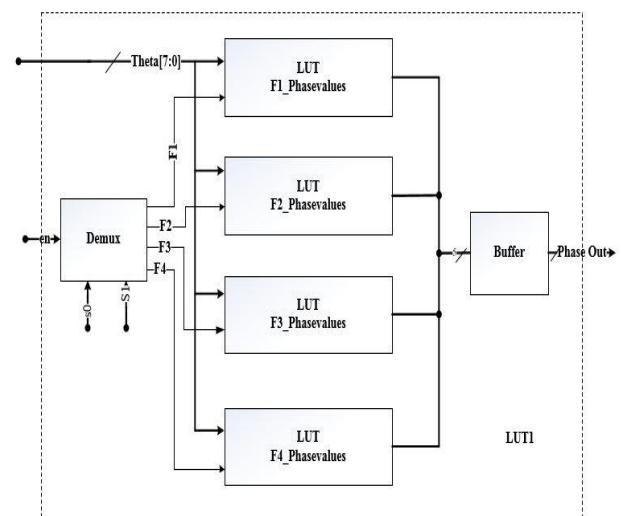 Theta[7:0]
LUT
F1_Phasevalues
F1
LUT
F2_Phasevalues
en
Demux
F2
F3
F4
s0
S1
LUT
F3_Phasevalues
Buffer
Phase Out
LUT
F4_Phasevalues
LUT1